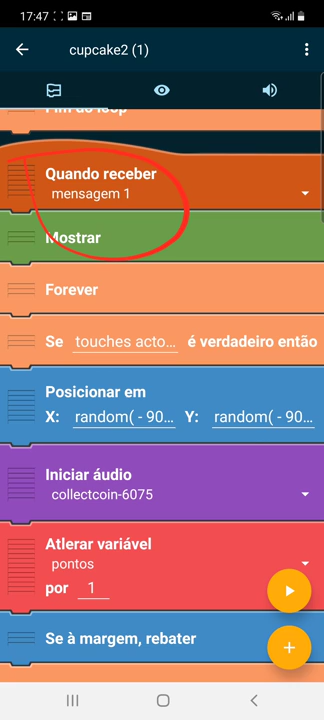 17:47
cupcake2 (1)
Fim do loop
Quando receber
mensagem 1
Mostrar
Forever
Se touches acto... é verdadeiro então
Posicionar em
X: random( - 90... Y: random( - 90...
Iniciar áudio
collectcoin-6075
Atlerar variável
pontos
por 1
Se à margem, rebater